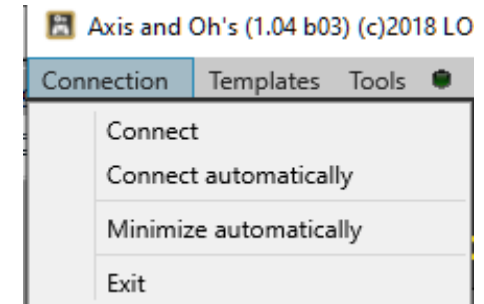 Axis and Oh's (1.04 b03) (c)2018 LO
Connection Templates Tools
Connect
Connect automatically
Minimize automatically
Exit